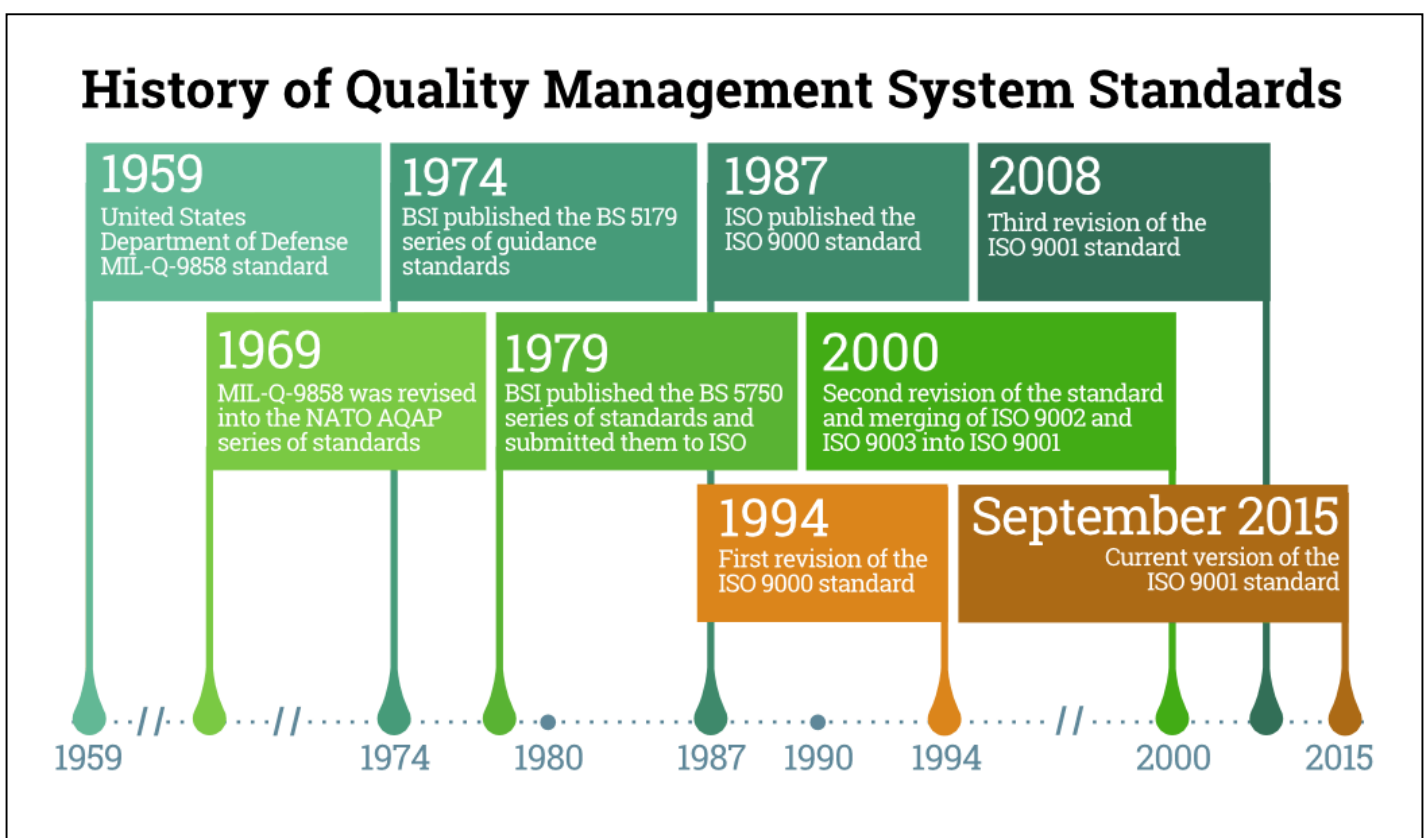 History of Quality Management System Standards
1959
United States
Department of Defense
MIL-Q-9858 standard
1974
BSI published the BS 5179
series of guidance
standards
1987
ISO published the
ISO 9000 standard
2008
Third revision of the
ISO 9001 standard
1969
MIL-Q-9858 was revised
into the NATO AQAP
series of standards
1979
BSI published the BS 5750
series of standards and
submitted them to ISO
2000
Second revision of the standard
and merging of ISO 9002 and
ISO 9003 into ISO 9001
1994
First revision of the
ISO 9000 standard
September 2015
Current version of the
ISO 9001 standard
1959 1974 1980 1987 1990 1994 2000 2015